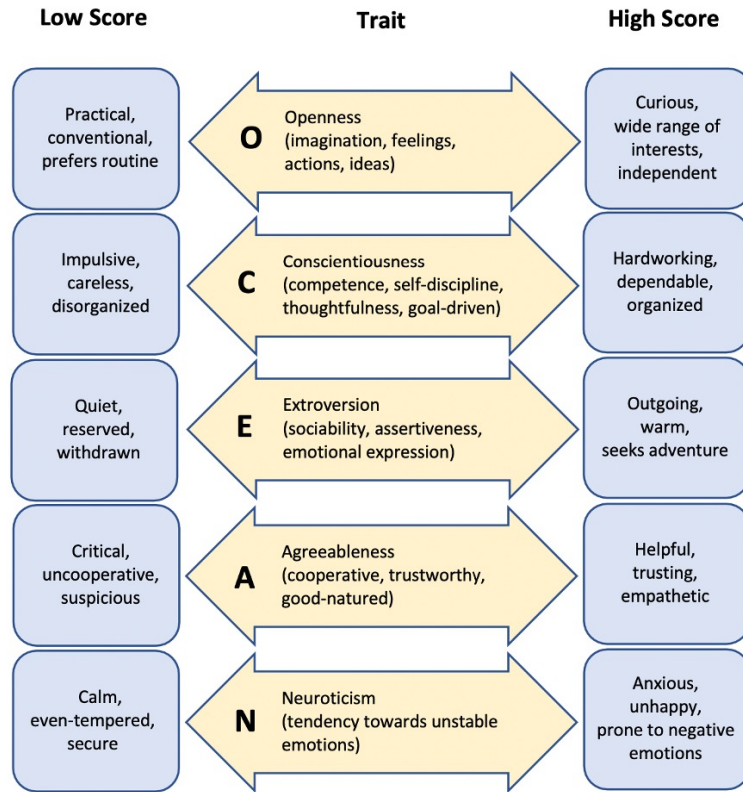 Low Score
Trait
High Score
Practical,
conventional,
prefers routine
O
Openness
(imagination, feelings,
actions, ideas)
Curious,
wide range of
interests,
independent
Impulsive,
careless,
disorganized
C
Conscientiousness
(competence, self-discipline,
thoughtfulness, goal-driven)
Hardworking,
dependable,
organized
Quiet,
reserved,
withdrawn
E
Extroversion
(sociability, assertiveness,
emotional expression)
Outgoing,
warm,
seeks adventure
Critical,
uncooperative,
suspicious
A
Agreeableness
(cooperative, trustworthy,
good-natured)
Helpful,
trusting,
empathetic
Calm,
even-tempered,
secure
N
Neuroticism
(tendency towards unstable
emotions)
Anxious,
unhappy,
prone to negative
emotions